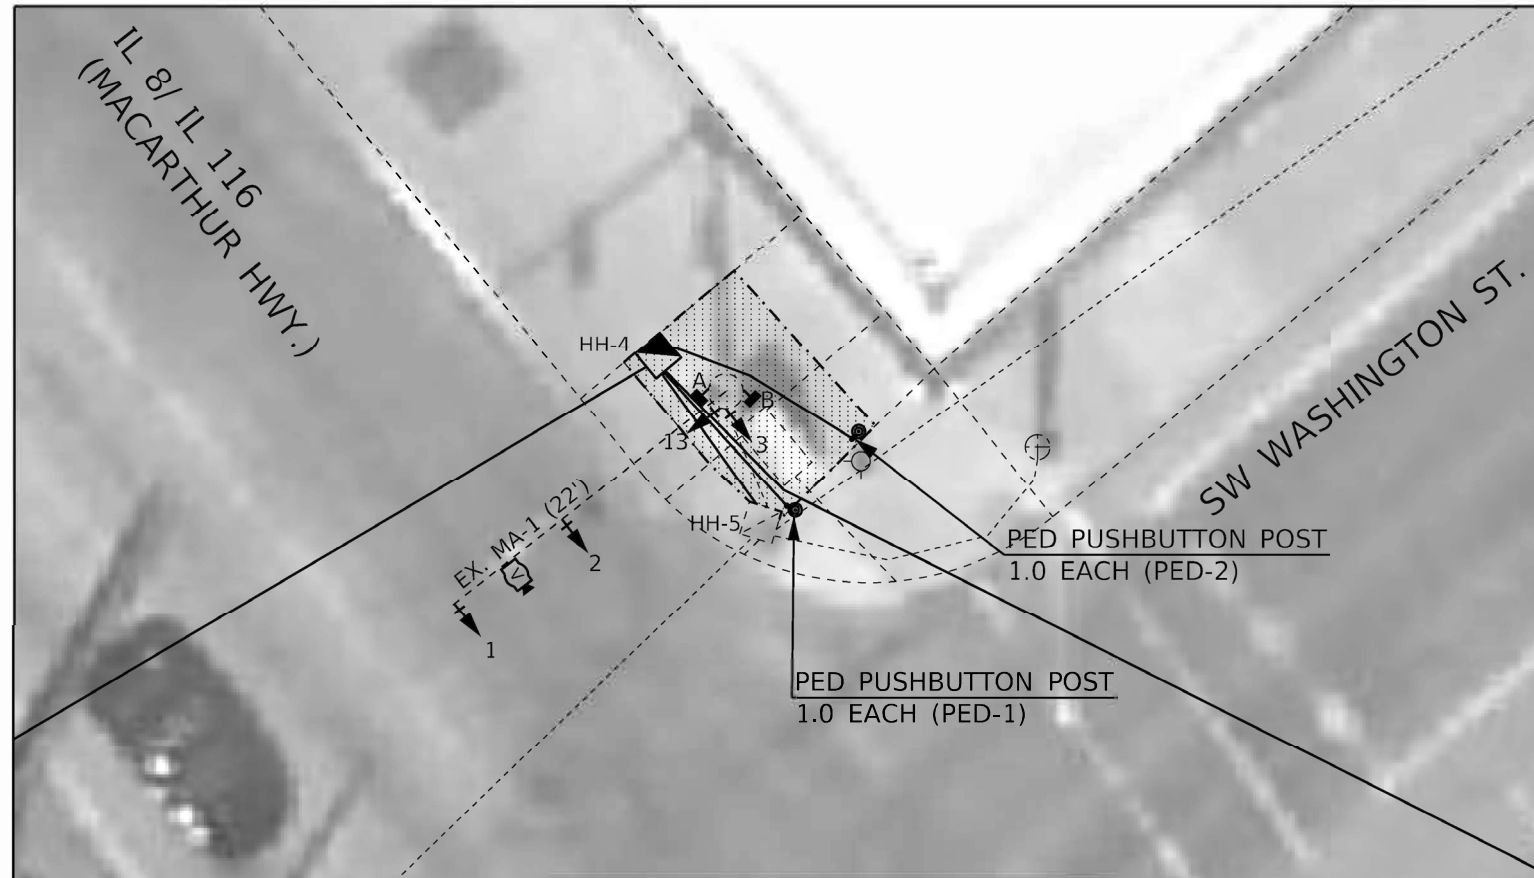 IL 8/ IL 116
(MACARTHUR HWY.)
HH-4
A
B
13
3
HH-5
EX. MA-1 (22')
2
1
SW WASHINGTON ST.
PED PUSHBUTTON POST
1.0 EACH (PED-2)
PED PUSHBUTTON POST
1.0 EACH (PED-1)